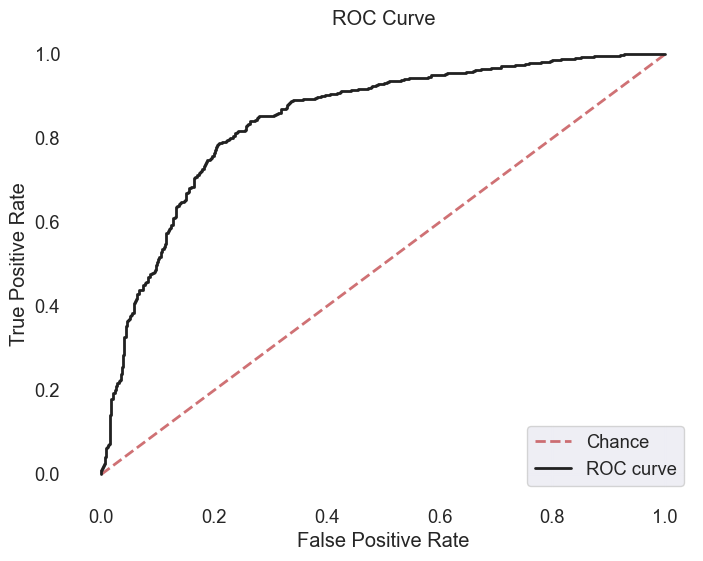 ROC Curve
1.0
0.8
0.6
0.4
0.2
0.0
True Positive Rate
0.0 0.2 0.4 0.6 0.8 1.0
False Positive Rate
Chance
ROC curve